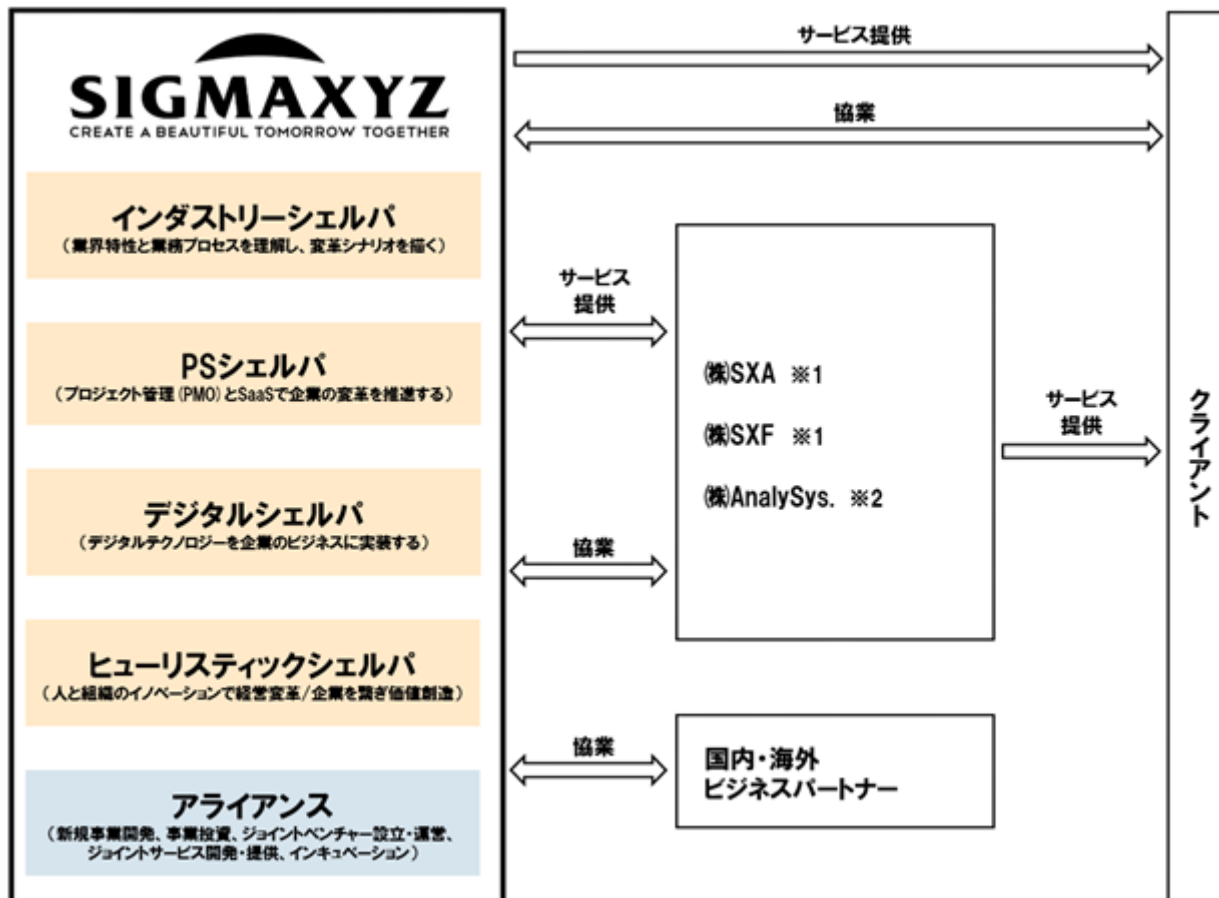 SIGMAXYZ
CREATE A BEAUTIFUL TOMORROW TOGETHER
インダストリーシェルパ
（業界特性と業務プロセスを理解し、変革シナリオを描く）
PSシェルパ
（プロジェクト管理（PMO）とSaaSで企業の変革を推進する）
デジタルシェルパ
（デジタルテクノロジーを企業のビジネスに実装する）
ヒューリスティックシェルパ
（人と組織のイノベーションで経営変革/企業を繋ぎ価値創造）
アライアンス
（新規事業開発、事業投資、ジョイントベンチャー設立・運営、
ジョイントサービス開発・提供、インキュベーション）
サービス提供
協業
サービス
提供
協業
協業
㈱SXA ※1
㈱SXF ※1
㈱AnalySys. ※2
国内・海外
ビジネスパートナー
サービス
提供
クライアント